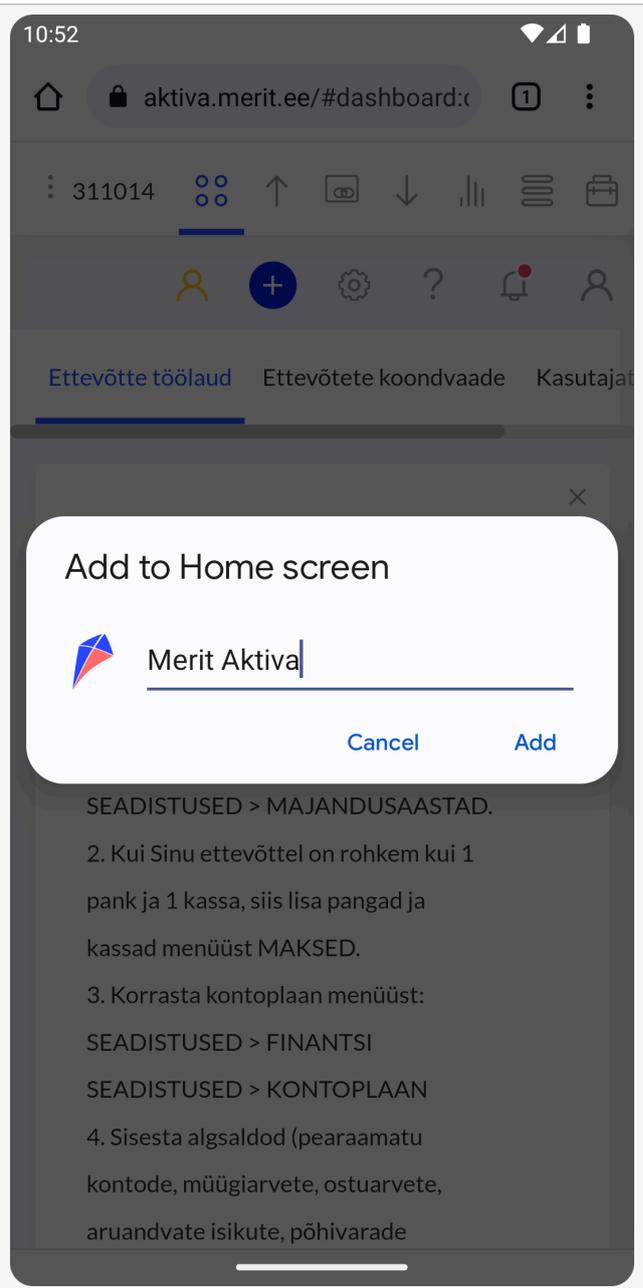 10:52
aktiva.merit.ee/#dashboard:
1
311014
Ettevõtte töölaud Ettevõtete koondvaade Kasutajat
Add to Home screen
Merit Aktiva
Cancel Add
SEADISTUSED > MAJANDUSAASTAD.
2. Kui Sinu ettevõttel on rohkem kui 1
pank ja 1 kassa, siis lisa pangad ja
kassad menüüst MAKSED.
3. Korrasta kontoplaan menüüst:
SEADISTUSED > FINANTSI
SEADISTUSED > KONTOPLAAN
4. Sisesta algsaldod (pearaamatu
kontode, müügiarvete, ostuarvete,
aruandvate isikute, põhivarade